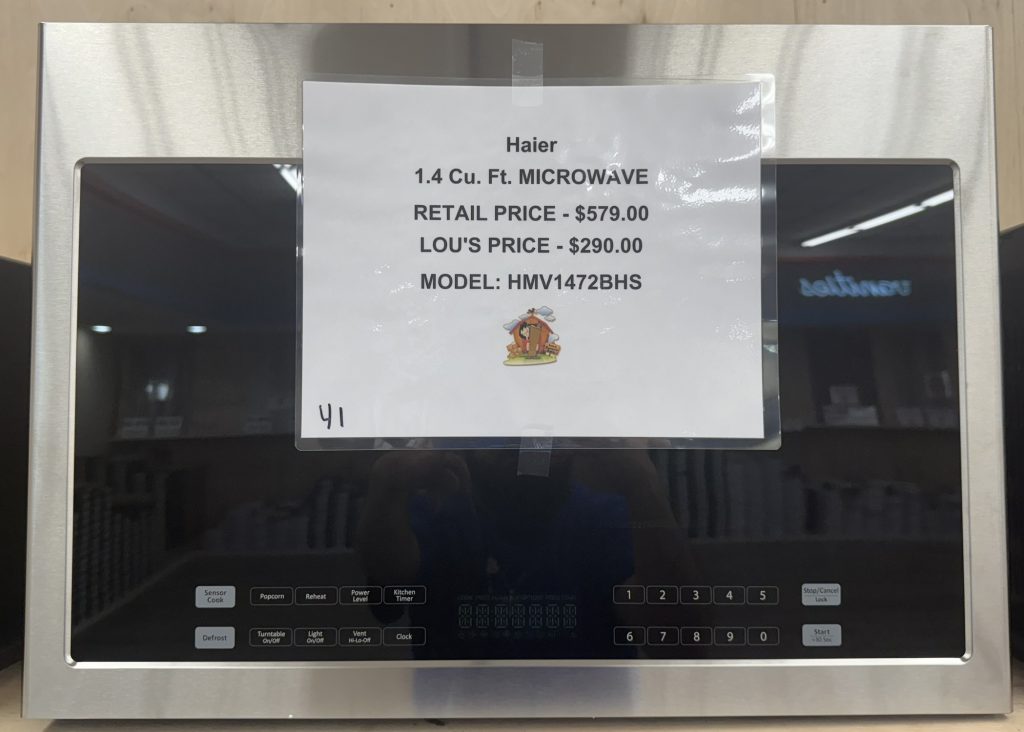 Haier
1.4 Cu. Ft. MICROWAVE
RETAIL PRICE - $579.00
LOU'S PRICE - $290.00
MODEL: HMV1472BHS
41
vanities
Sensor Cook
Popcorn
Reheat
Power Level
Kitchen Timer
1 2 3 4 5
Stop/Cancel
Lock
Defrost
Turntable On/Off
Light On/Off
Vent Hi-Lo-Off
Clock
6 7 8 9 0
Start
+30 Sec